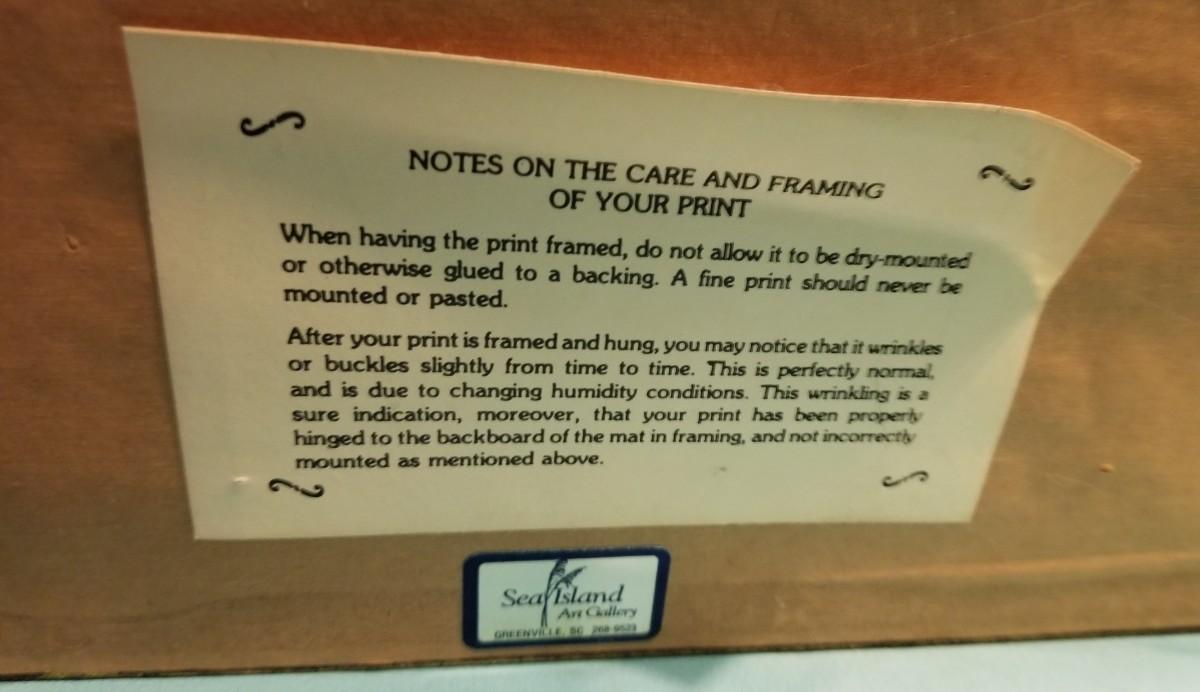 NOTES ON THE CARE AND FRAMING
OF YOUR PRINT
When having the print framed, do not allow it to be dry-mounted
or otherwise glued to a backing. A fine print should never be
mounted or pasted.
After your print is framed and hung, you may notice that it wrinkles
or buckles slightly from time to time. This is perfectly normal,
and is due to changing humidity conditions. This wrinkling is a
sure indication, moreover, that your print has been properly
hinged to the backboard of the mat in framing, and not incorrectly
mounted as mentioned above.
Sea Island
Art Gallery
GREENVILLE, SC